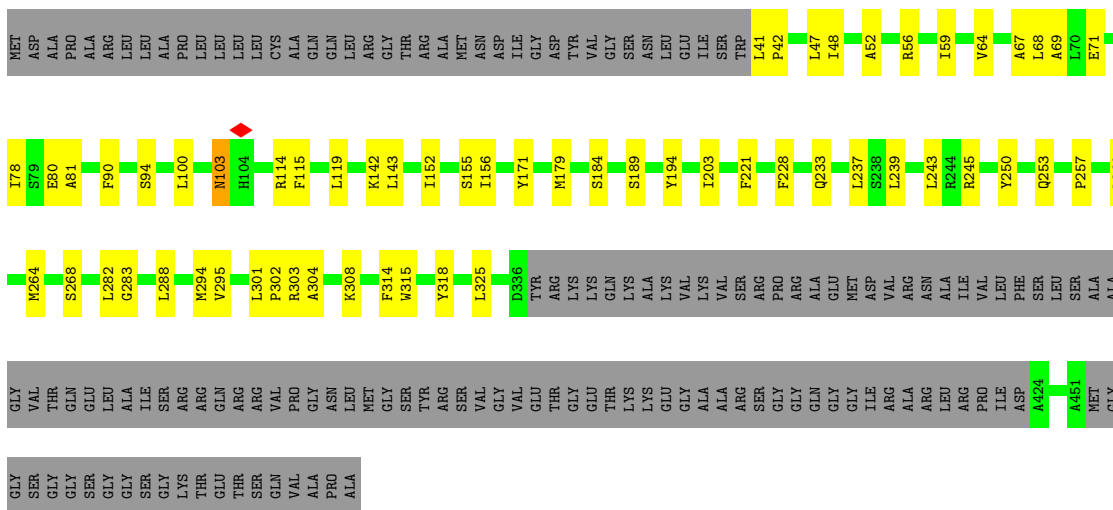 MET ASP ALA PRO ALA ARG LEU LEU ALA PRO LEU LEU LEU LEU CYS ALA GLN GLN LEU ARG GLY THR ARG ALA MET ASN ASP ILE GLY ASP TYR VAL GLY SER ASN LEU GLU ILE SER TRP L41 P42 L47 I48 A52 R56 I59 V64 A67 L68 A69 L70 E71
I78 S79 E80 A81 F90 S94 L100 N103 H104 R114 F115 L119 K142 L143 I152 S155 I156 Y171 M179 S184 S189 Y194 I203 F221 F228 Q233 L237 S238 L239 L243 R244 R245 Y250 Q253 P257
M264 S268 L282 G283 L288 M294 V295 L301 P302 R303 A304 K308 F314 W315 Y318 L325 D336 TYR ARG LYS LYS GLN LYS ALA LYS VAL LYS VAL SER ARG PRO ARG ALA GLU MET ASP VAL ARG ASN ALA ILE VAL LEU PHE SER LEU SER ALA ALA
GLY VAL THR GLN GLU LEU ALA ILE SER ARG ARG GLN ARG ARG VAL PRO GLY ASN LEU MET GLY SER TYR ARG SER VAL GLY VAL GLU THR GLY GLU THR LYS LYS GLU GLY ALA ALA ARG SER GLY GLY GLN GLY GLY ILE ARG ALA ARG LEU ARG PRO ILE ASP A424 A451 MET GLY
GLY SER GLY GLY SER GLY GLY SER GLY LYS THR GLU THR SER GLN VAL ALA PRO ALA